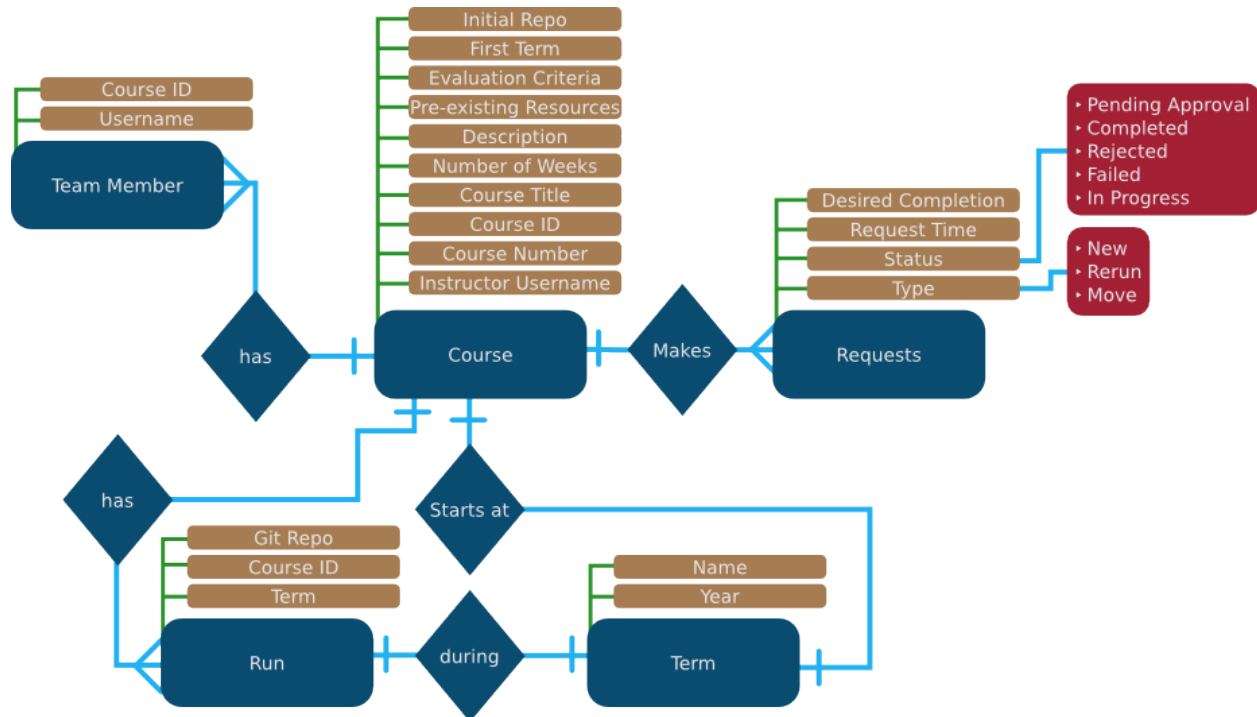 Initial Repo
First Term
Evaluation Criteria
Pre-existing Resources
Description
Number of Weeks
Course Title
Course ID
Course Number
Instructor Username
Course
Course ID
Username
Team Member
has
Makes
Desired Completion
Request Time
Status
Type
Requests
‣ Pending Approval
‣ Completed
‣ Rejected
‣ Failed
‣ In Progress
‣ New
‣ Rerun
‣ Move
has
Starts at
Git Repo
Course ID
Term
Run
during
Name
Year
Term